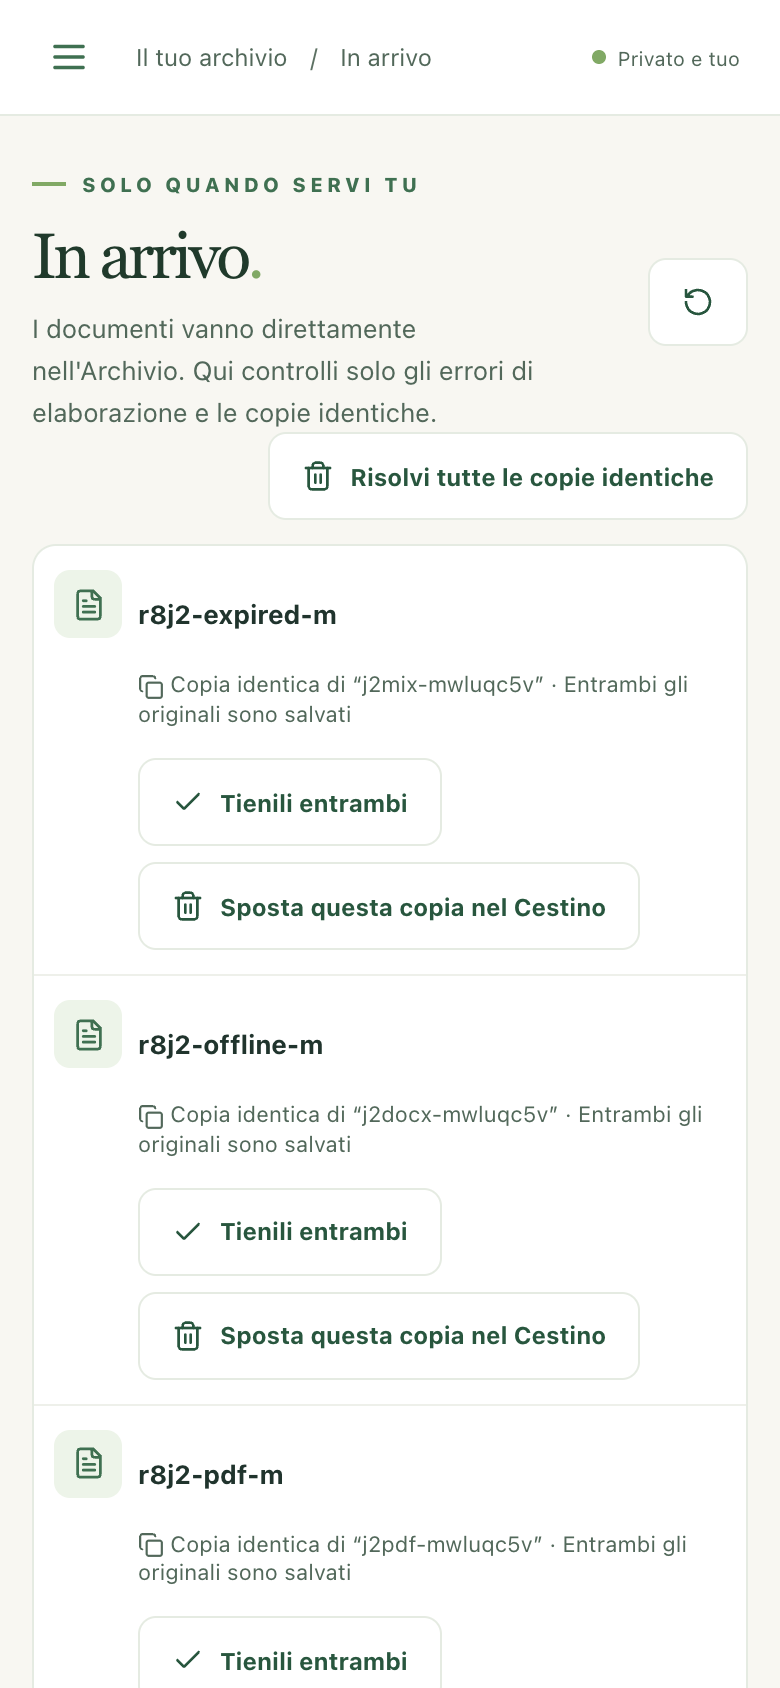 Il tuo archivio / In arrivo
Privato e tuo
SOLO QUANDO SERVI TU
In arrivo.
I documenti vanno direttamente
nell'Archivio. Qui controlli solo gli errori di
elaborazione e le copie identiche.
Risolvi tutte le copie identiche
r8j2-expired-m
Copia identica di “j2mix-mwluqc5v” · Entrambi gli
originali sono salvati
Tienili entrambi
Sposta questa copia nel Cestino
r8j2-offline-m
Copia identica di “j2docx-mwluqc5v” · Entrambi gli
originali sono salvati
Tienili entrambi
Sposta questa copia nel Cestino
r8j2-pdf-m
Copia identica di “j2pdf-mwluqc5v” · Entrambi gli
originali sono salvati
Tienili entrambi